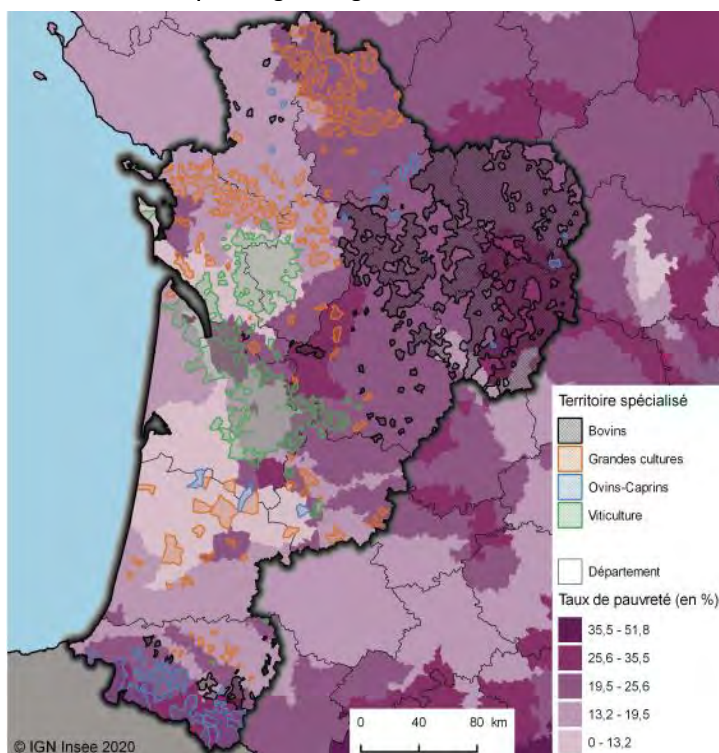 Territoire spécialisé
Bovins
Grandes cultures
Ovins-Caprins
Viticulture
Département
Taux de pauvreté (en %)
35,5 - 51,8
25,6 - 35,5
19,5 - 25,6
13,2 - 19,5
0 - 13,2
0 40 80 km
© IGN Insee 2020